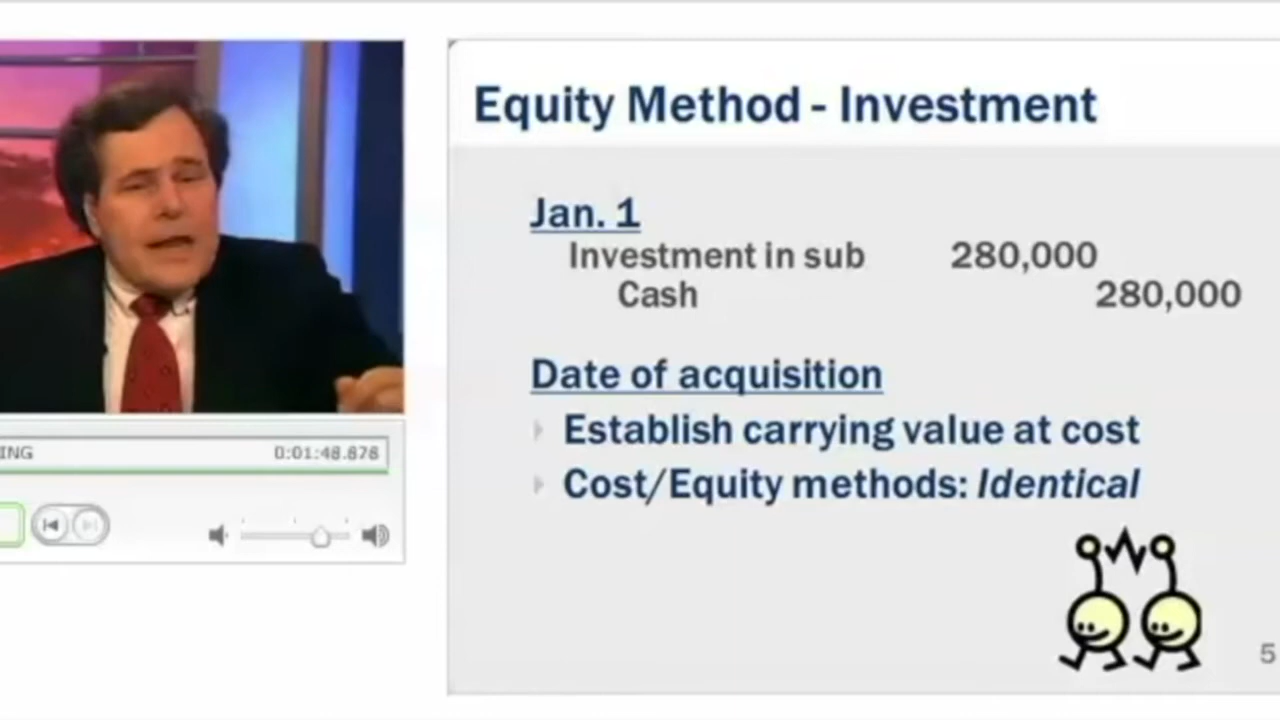 Equity Method - Investment
Jan. 1
Investment in sub 280,000
Cash 280,000
Date of acquisition
Establish carrying value at cost
Cost/Equity methods: Identical
ING 0:01:48.878
5